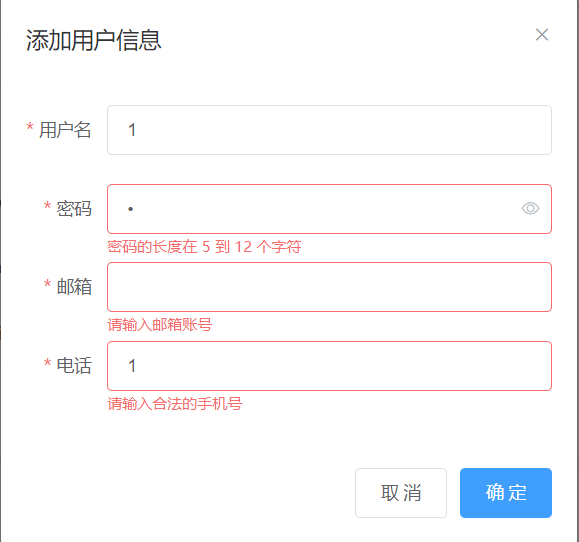 添加用户信息
* 用户名 1
* 密码 •
密码的长度在 5 到 12 个字符
* 邮箱
请输入邮箱账号
* 电话 1
请输入合法的手机号
取消 确定